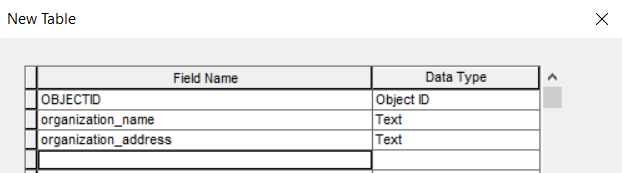 New Table
Field Name Data Type
OBJECTID Object ID
organization_name Text
organization_address Text